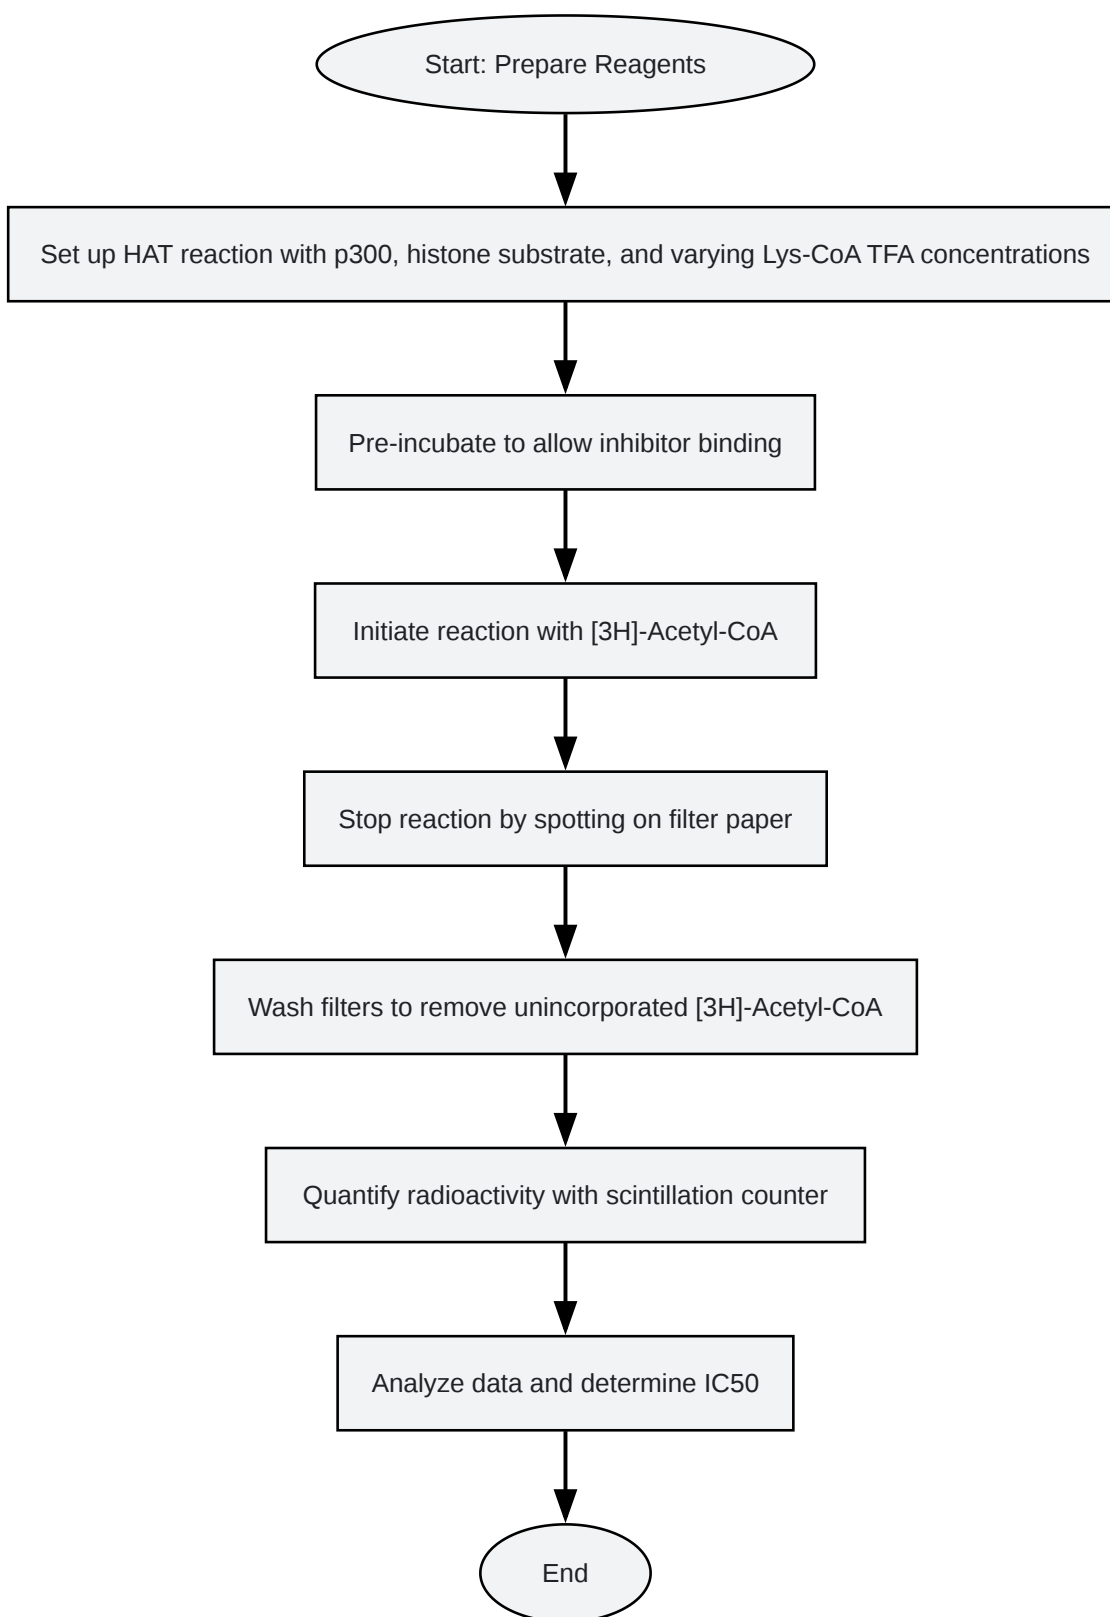 Start: Prepare Reagents
Set up HAT reaction with p300, histone substrate, and varying Lys-CoA TFA concentrations
Pre-incubate to allow inhibitor binding
Initiate reaction with [3H]-Acetyl-CoA
Stop reaction by spotting on filter paper
Wash filters to remove unincorporated [3H]-Acetyl-CoA
Quantify radioactivity with scintillation counter
Analyze data and determine IC50
End